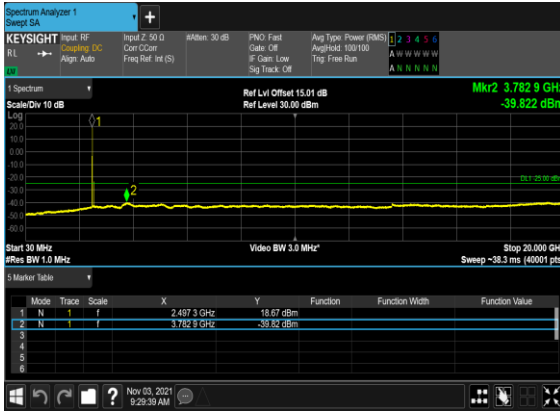 Spectrum Analyzer 1
Swept SA
+
KEYSIGHT
RL
Input: RF
Coupling: DC
Align: Auto
Input Z: 50 Ω
Corr CCorr
Freq Ref: Int (S)
#Atten: 30 dB
PNO: Fast
Gate: Off
IF Gain: Low
Sig Track: Off
Avg Type: Power (RMS)
Avg|Hold: 100/100
Trig: Free Run
1 2 3 4 5 6
A W W W W W
A N N N N N
1 Spectrum
Scale/Div 10 dB
Ref Lvl Offset 15.01 dB
Ref Level 30.00 dBm
Mkr2 3.782 9 GHz
-39.822 dBm
Log
20.0
10.0
0.00
-10.0
-20.0
-30.0
-40.0
-50.0
-60.0
1
2
DL1 -25.00 dBm
Start 30 MHz
#Res BW 1.0 MHz
Video BW 3.0 MHz*
Stop 20.000 GHz
Sweep ~38.3 ms (40001 pts)
5 Marker Table
Mode Trace Scale X Y Function Function Width Function Value
1 N 1 f 2.497 3 GHz 18.67 dBm
2 N 1 f 3.782 9 GHz -39.82 dBm
3
4
5
6
?
Nov 03, 2021
9:29:39 AM